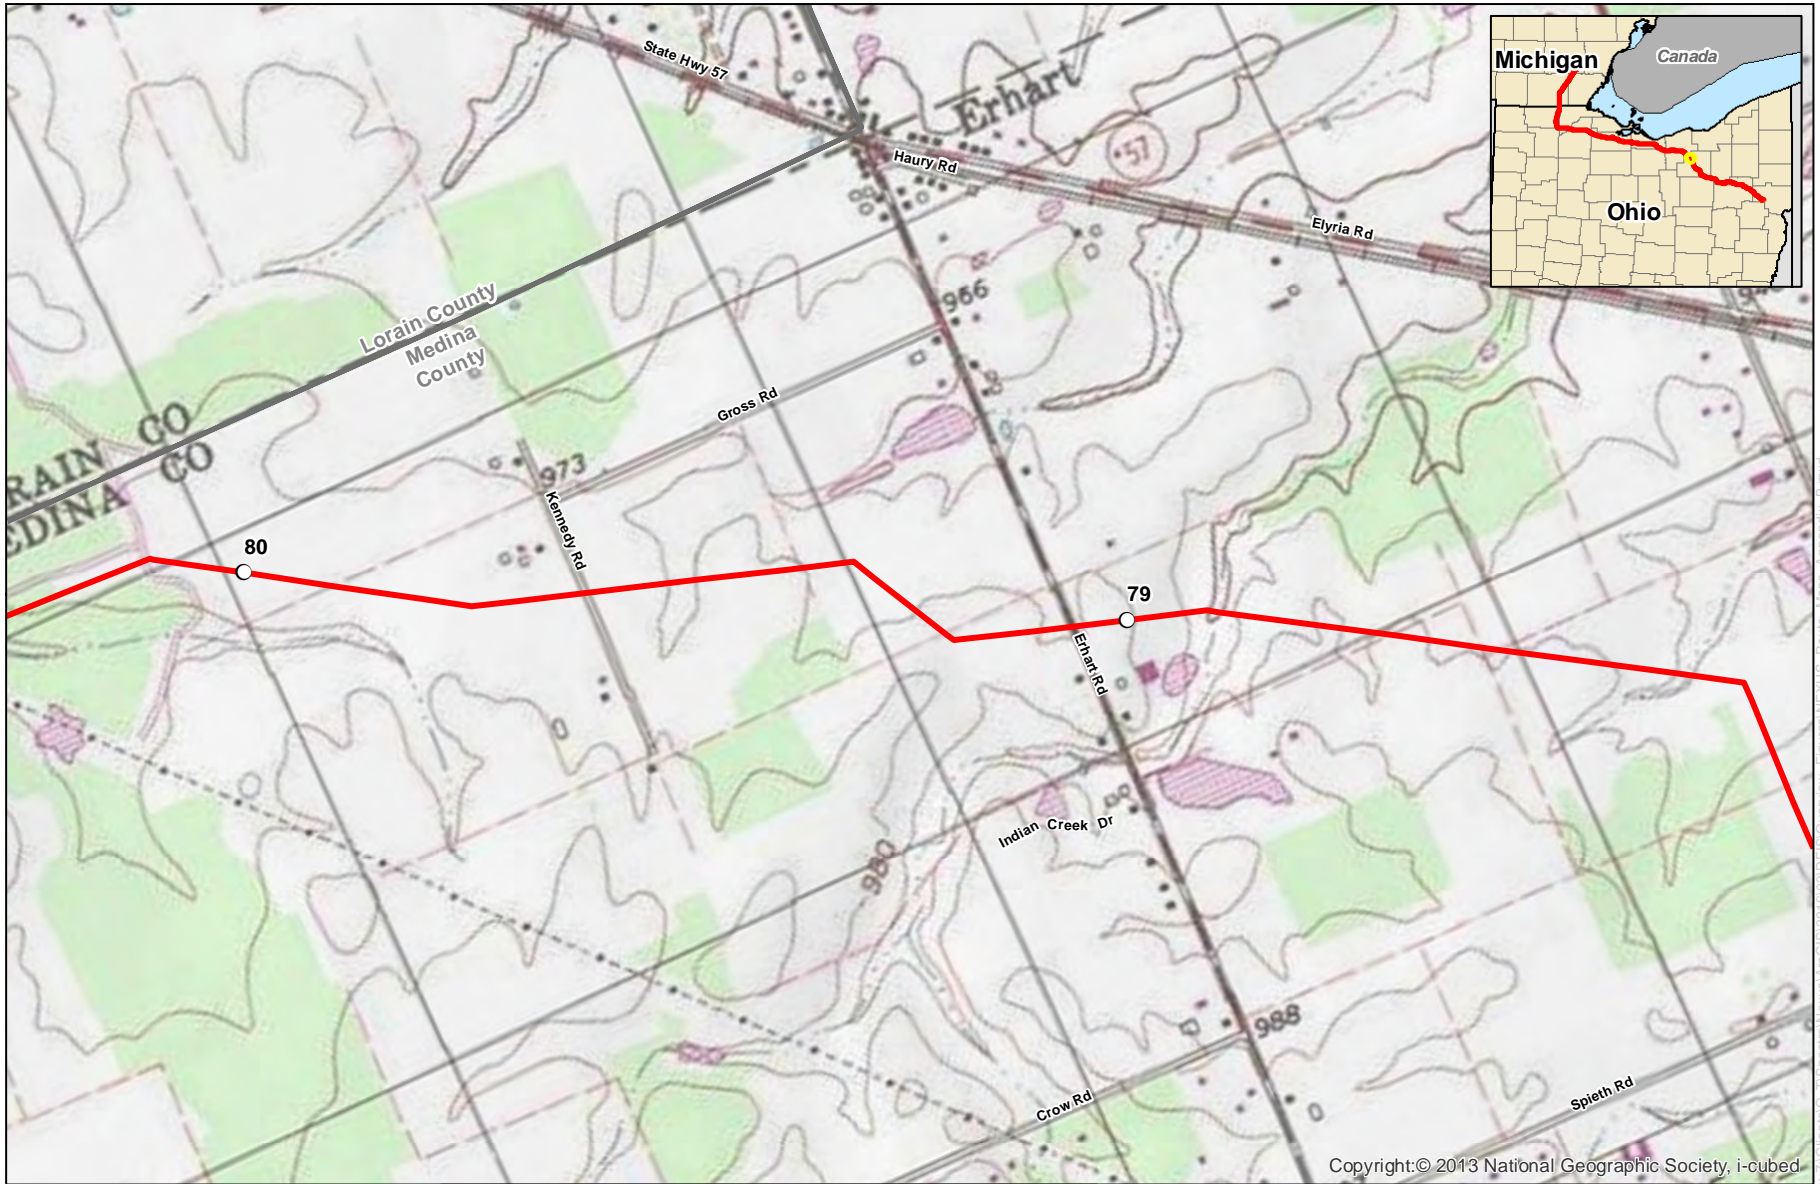 State Hwy 57
Erhart
57
Haury Rd
Elyria Rd
Michigan
Canada
Ohio
Lorain County
Medina
County
966
Gross Rd
CO
RAIN
CO
EDINA
973
Kennedy Rd
80
79
Erhart Rd
Indian Creek Dr
980
988
Crow Rd
Spieth Rd
Copyright:© 2013 National Geographic Society, i-cubed